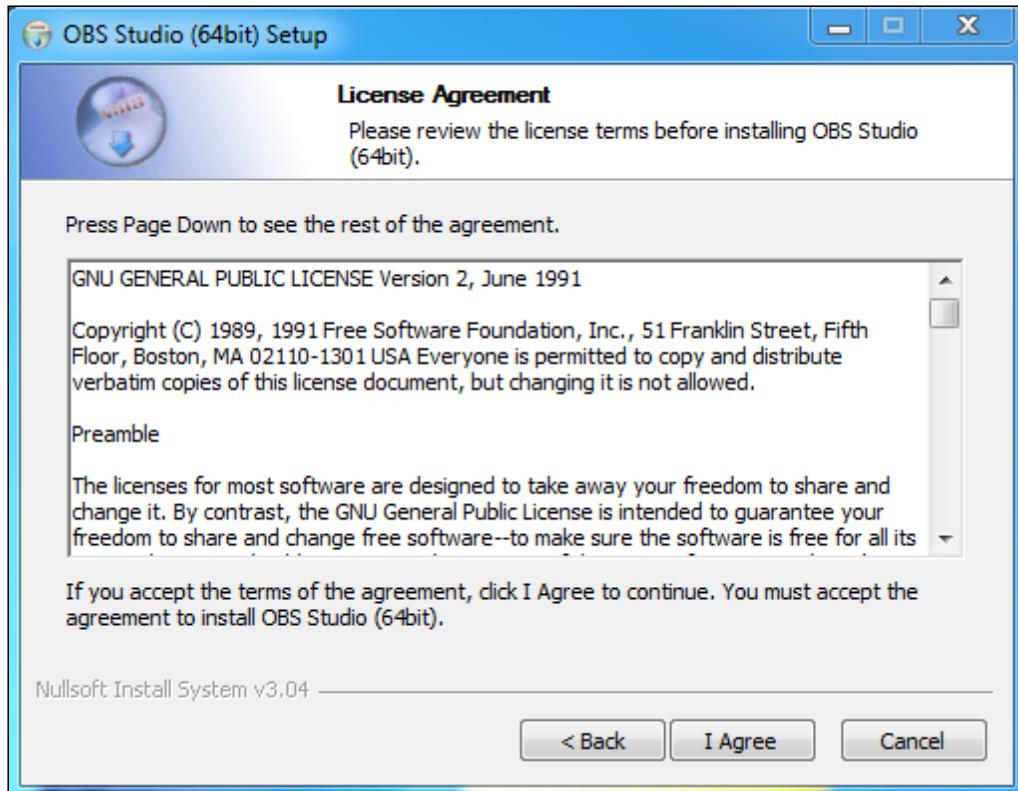 OBS Studio (64bit) Setup
License Agreement
Please review the license terms before installing OBS Studio
(64bit).
Press Page Down to see the rest of the agreement.
GNU GENERAL PUBLIC LICENSE Version 2, June 1991
Copyright (C) 1989, 1991 Free Software Foundation, Inc., 51 Franklin Street, Fifth
Floor, Boston, MA 02110-1301 USA Everyone is permitted to copy and distribute
verbatim copies of this license document, but changing it is not allowed.
Preamble
The licenses for most software are designed to take away your freedom to share and
change it. By contrast, the GNU General Public License is intended to guarantee your
freedom to share and change free software--to make sure the software is free for all its
If you accept the terms of the agreement, click I Agree to continue. You must accept the
agreement to install OBS Studio (64bit).
Nullsoft Install System v3.04
< Back
I Agree
Cancel